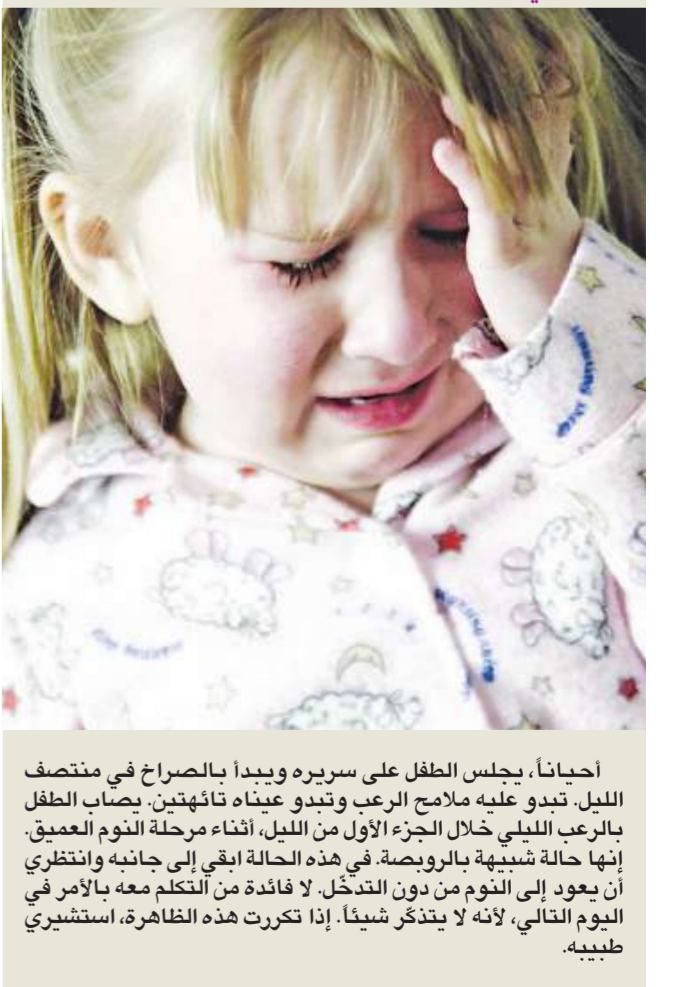 أحياناً، يجلس الطفل على سريره ويبدأ بالصراخ في منتصف
الليل. تبدو عليه ملامح الرعب وتبدو عيناه تائهتين. يصاب الطفل
بالرعب الليلي خلال الجزء الأول من الليل، أثناء مرحلة النوم العميق.
إنها حالة شبيهة بالروبصة. في هذه الحالة ابقي إلى جانبه وانتظري
أن يعود إلى النوم من دون التدخّل. لا فائدة من التكلم معه بالأمر في
اليوم التالي، لأنه لا يتذكّر شيئاً. إذا تكررت هذه الظاهرة، استشيري
طبيبه.